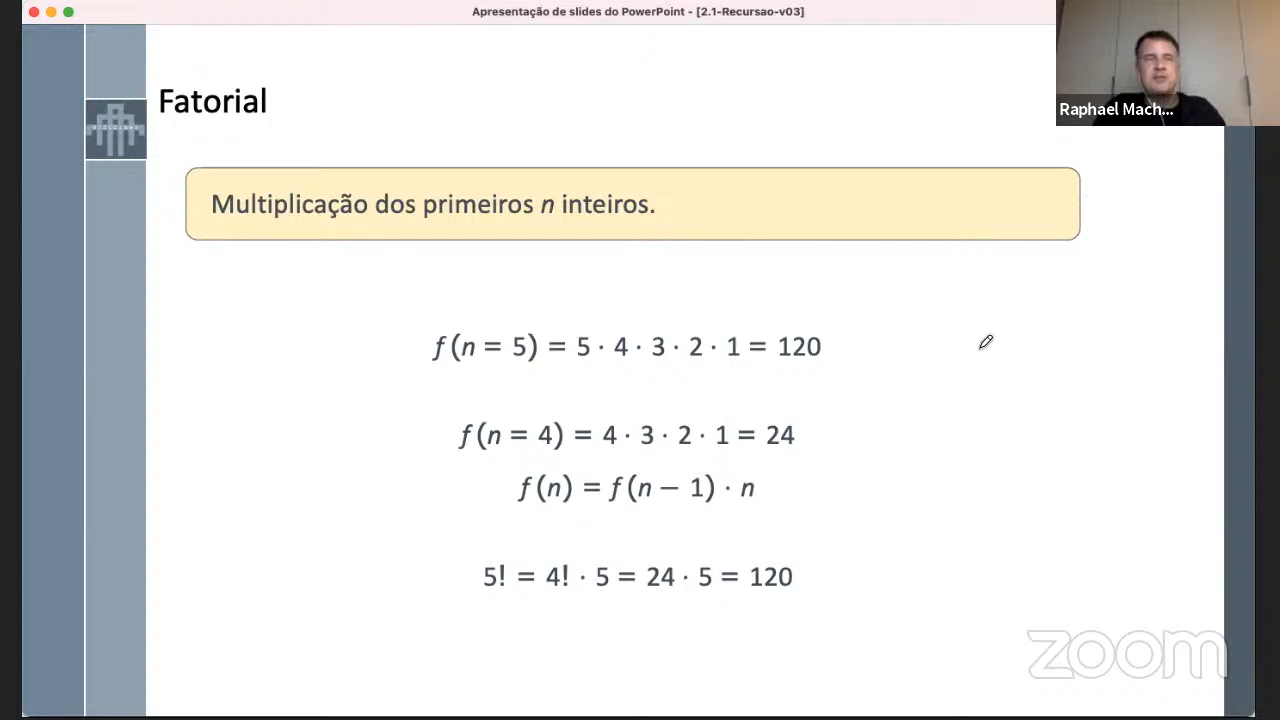 Apresentação de slides do PowerPoint - [2.1-Recursao-v03]
Raphael Mach...
Fatorial
Multiplicação dos primeiros n inteiros.
f(n = 5) = 5 · 4 · 3 · 2 · 1 = 120
f(n = 4) = 4 · 3 · 2 · 1 = 24
f(n) = f(n − 1) · n
5! = 4! · 5 = 24 · 5 = 120
zoom